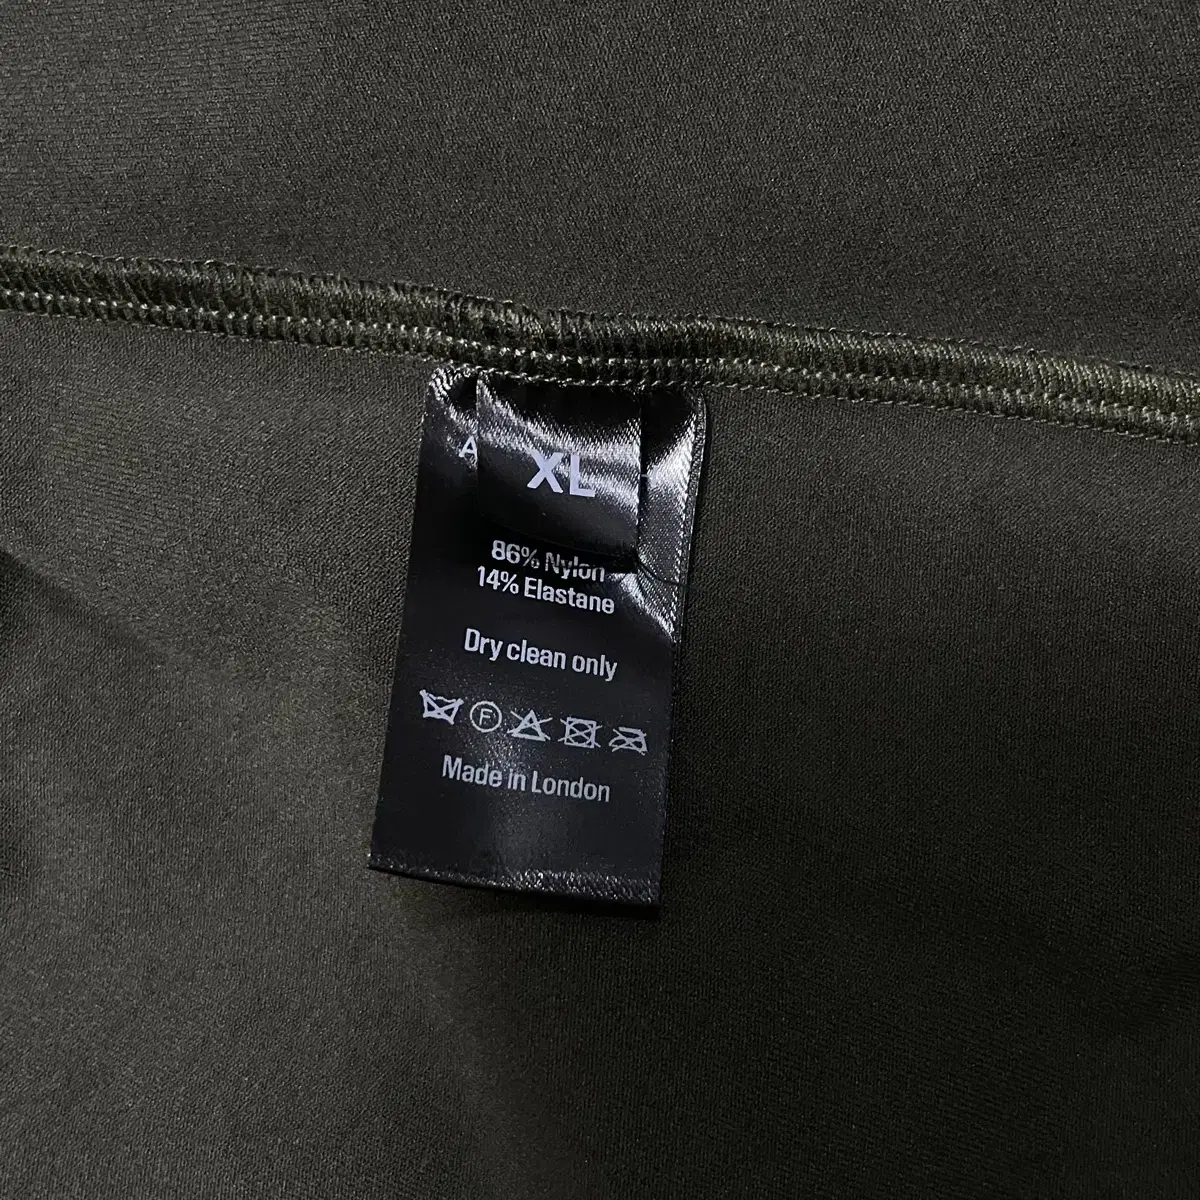 A
XL
86% Nylon
14% Elastane
Dry clean only
F
Made in London